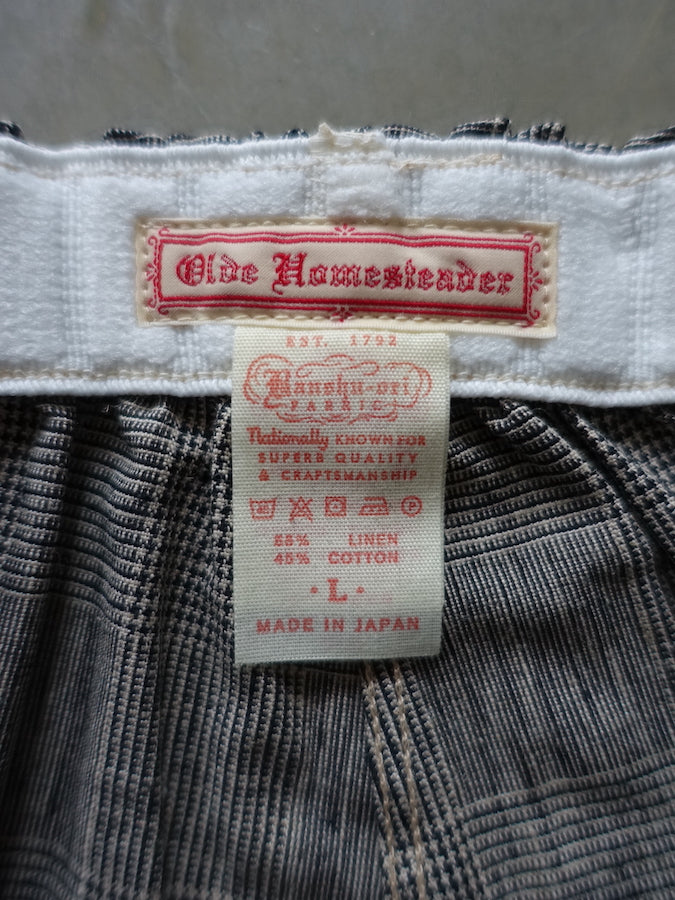 Olde Homesteader
EST. 1792
Banshu-ori
FABRIC
Nationally KNOWN FOR
SUPERB QUALITY
& CRAFTSMANSHIP
55% LINEN
45% COTTON
· L ·
MADE IN JAPAN